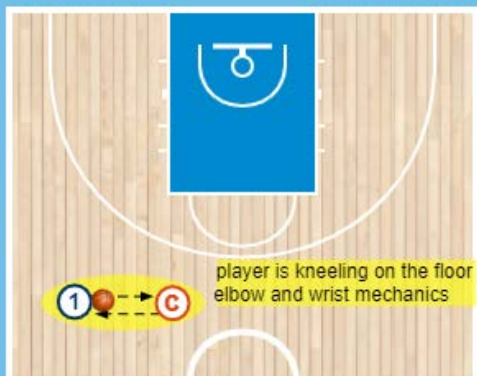 player is kneeling on the floor
1 C elbow and wrist mechanics